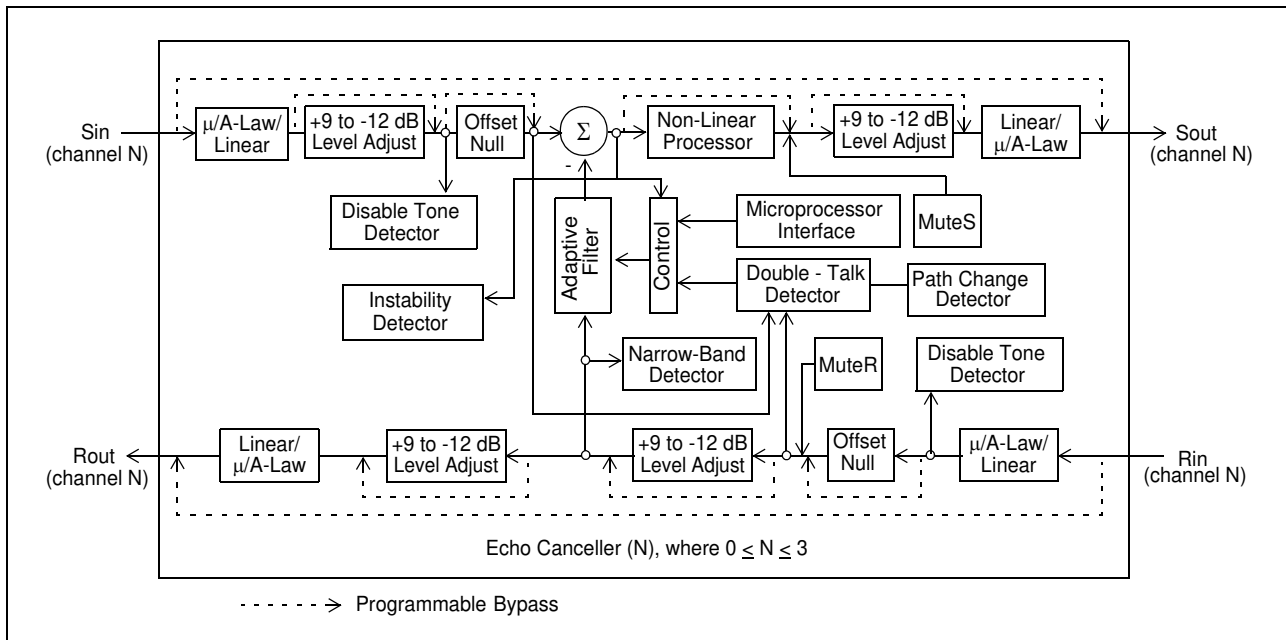 Sin
(channel N)
μ/A-Law/
Linear
+9 to -12 dB
Level Adjust
Offset
Null
Σ
-
Non-Linear
Processor
+9 to -12 dB
Level Adjust
Linear/
μ/A-Law
Sout
(channel N)
Disable Tone
Detector
Adaptive
Filter
Control
Microprocessor
Interface
MuteS
Instability
Detector
Double - Talk
Detector
Path Change
Detector
Narrow-Band
Detector
MuteR
Disable Tone
Detector
Rout
(channel N)
Linear/
μ/A-Law
+9 to -12 dB
Level Adjust
+9 to -12 dB
Level Adjust
Offset
Null
μ/A-Law/
Linear
Rin
(channel N)
Echo Canceller (N), where 0 ≤ N ≤ 3
Programmable Bypass